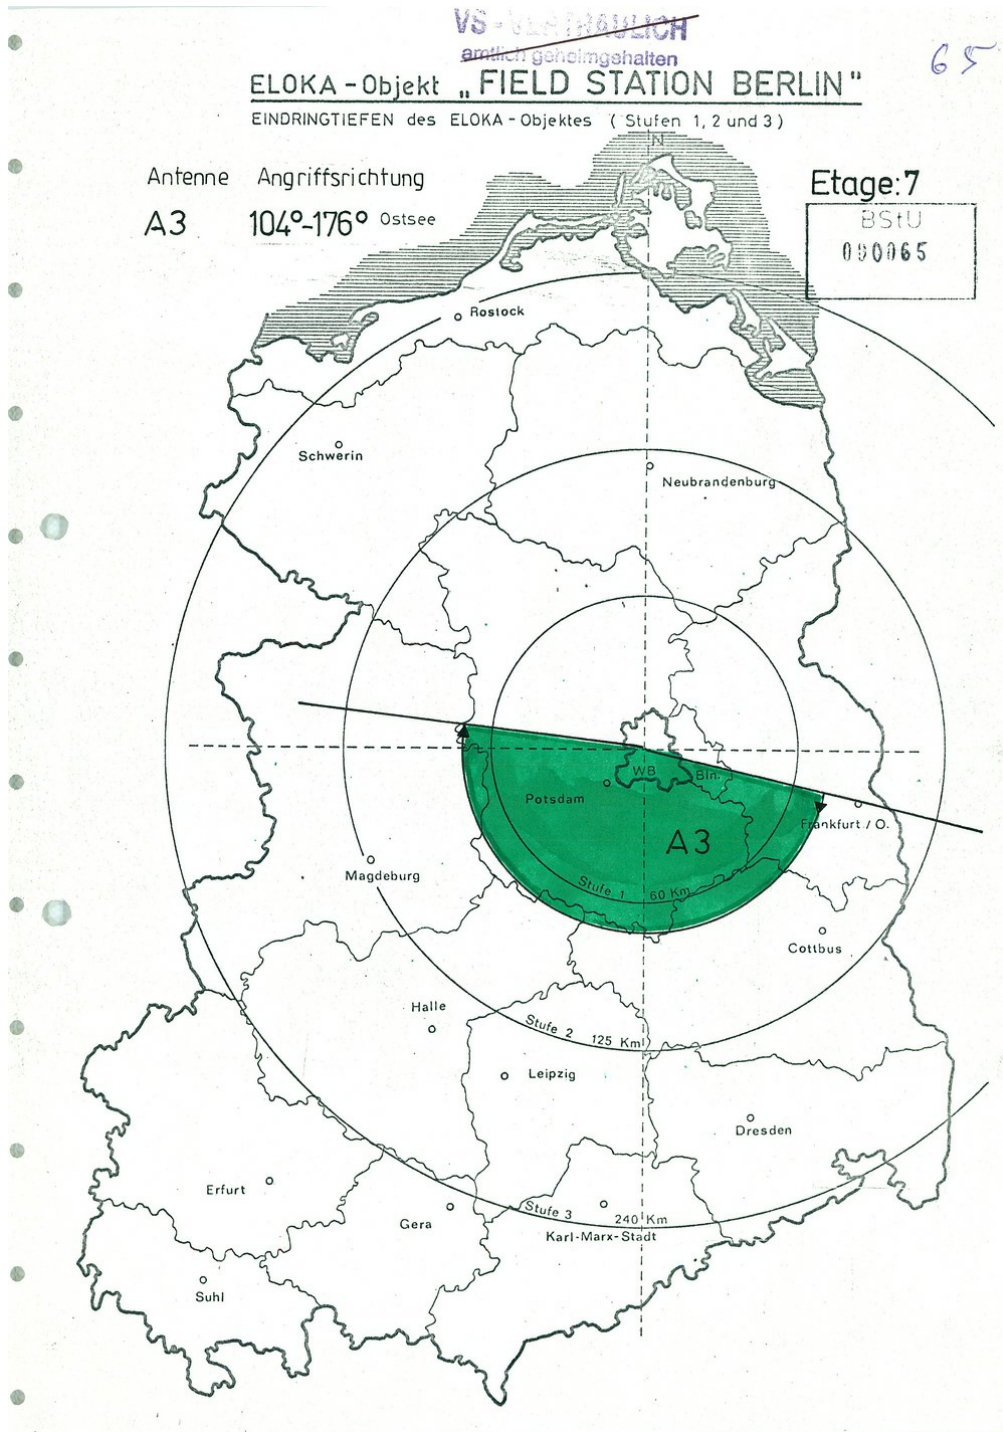 VS-VERTRAULICH
amtlich geheimgehalten
65
ELOKA-Objekt „FIELD STATION BERLIN"
EINDRINGTIEFEN des ELOKA-Objektes (Stufen 1, 2 und 3)
N
Antenne Angriffsrichtung
Etage: 7
A3 104°-176° Ostsee
BStU
000065
Rostock
Schwerin
Neubrandenburg
WB
Bln.
Potsdam
Frankfurt / O.
A3
Magdeburg
Stufe 1 60 Km
Cottbus
Halle
Stufe 2 125 Km
Leipzig
Dresden
Erfurt
Gera
Stufe 3 240 Km
Karl-Marx-Stadt
Suhl